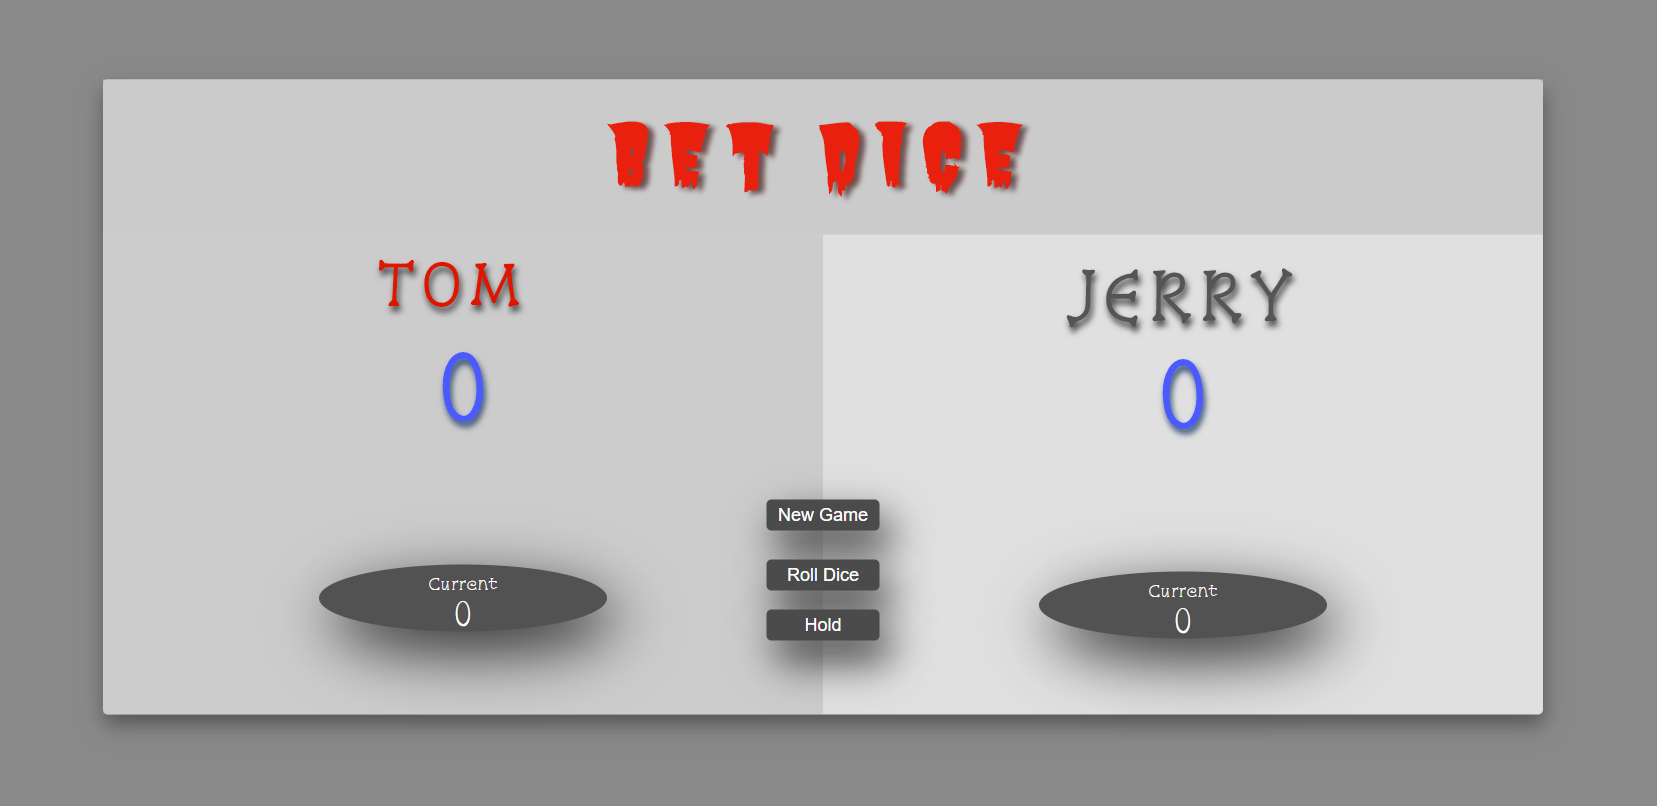 BET DICE
TOM
0
JERRY
0
New Game
Roll Dice
Hold
Current
0
Current
0